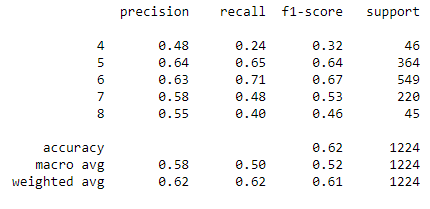 precision recall f1-score support
4 0.48 0.24 0.32 46
5 0.64 0.65 0.64 364
6 0.63 0.71 0.67 549
7 0.58 0.48 0.53 220
8 0.55 0.40 0.46 45
accuracy 0.62 1224
macro avg 0.58 0.50 0.52 1224
weighted avg 0.62 0.62 0.61 1224